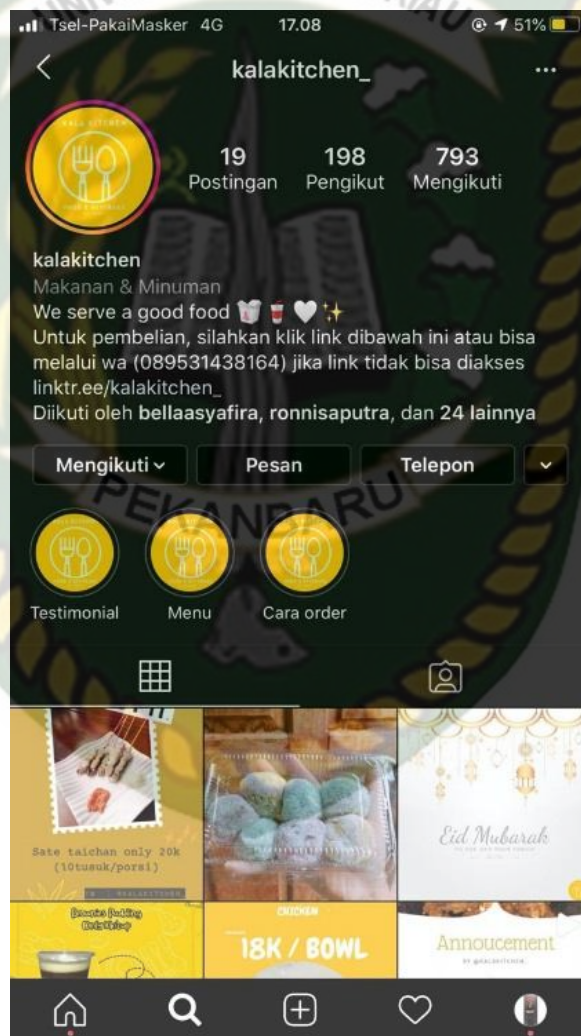 Tsel-PakaiMasker 4G 17.08 51%
kalakitchen_
19 198 793
Postingan Pengikut Mengikuti
kalakitchen
Makanan & Minuman
We serve a good food
Untuk pembelian, silahkan klik link dibawah ini atau bisa
melalui wa (089531438164) jika link tidak bisa diakses
linktr.ee/kalakitchen_
Diikuti oleh bellaasyafira, ronnisaputra, dan 24 lainnya
Mengikuti Pesan Telepon
PEKANBARU
Testimonial Menu Cara order
Sate taichan only 20k
(10tusuk/porsi)
Eid Mubarak
Brownies Pudding
CHICKEN
18K / BOWL
Annoucement